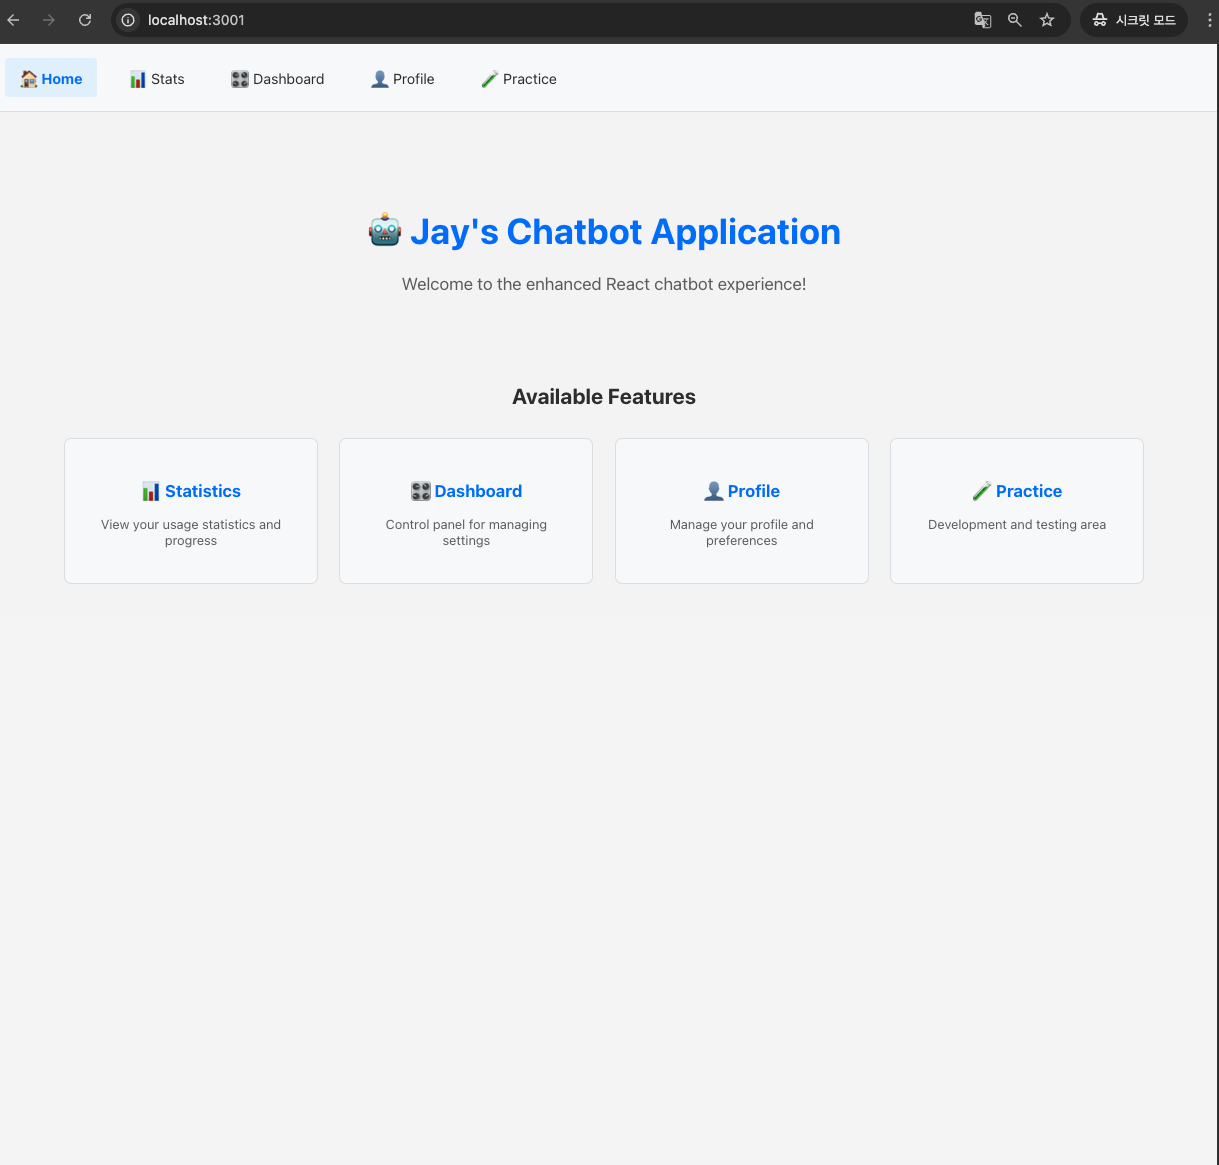 localhost:3001
시크릿 모드
Home Stats Dashboard Profile Practice
Jay's Chatbot Application
Welcome to the enhanced React chatbot experience!
Available Features
Statistics
View your usage statistics and
progress
Dashboard
Control panel for managing
settings
Profile
Manage your profile and
preferences
Practice
Development and testing area